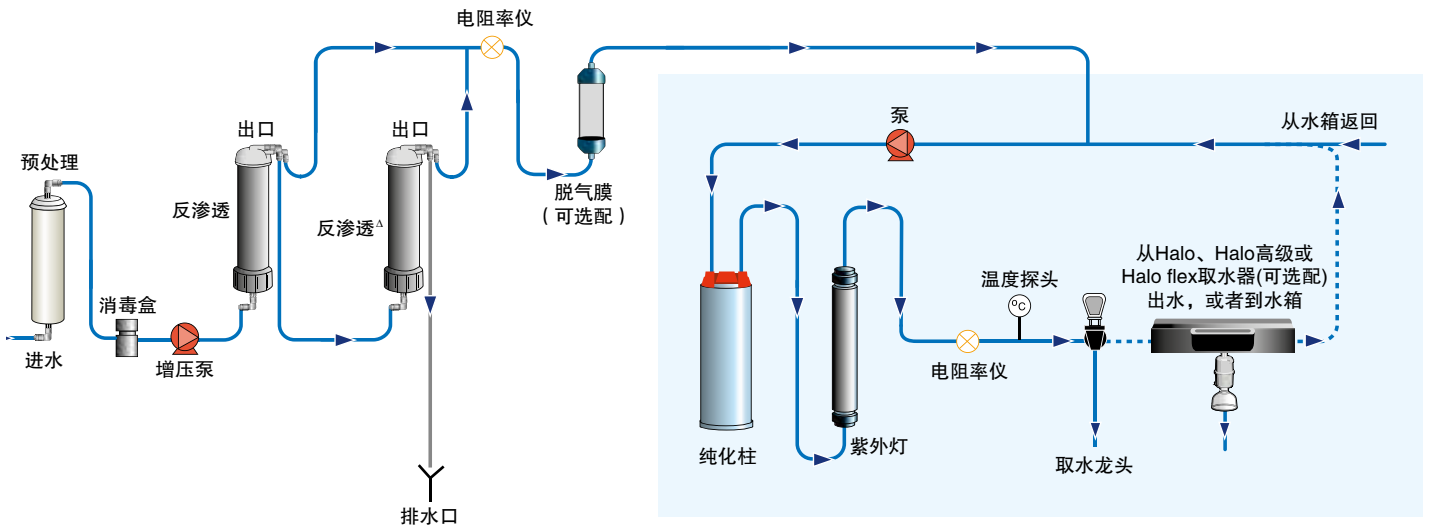 电阻率仪
出口
出口
泵
从水箱返回
预处理
反渗透
反渗透Δ
脱气膜
(可选配)
从Halo、Halo高级或
Halo flex取水器(可选配)
出水，或者到水箱
温度探头
°C
消毒盒
进水
增压泵
电阻率仪
纯化柱
紫外灯
取水龙头
排水口